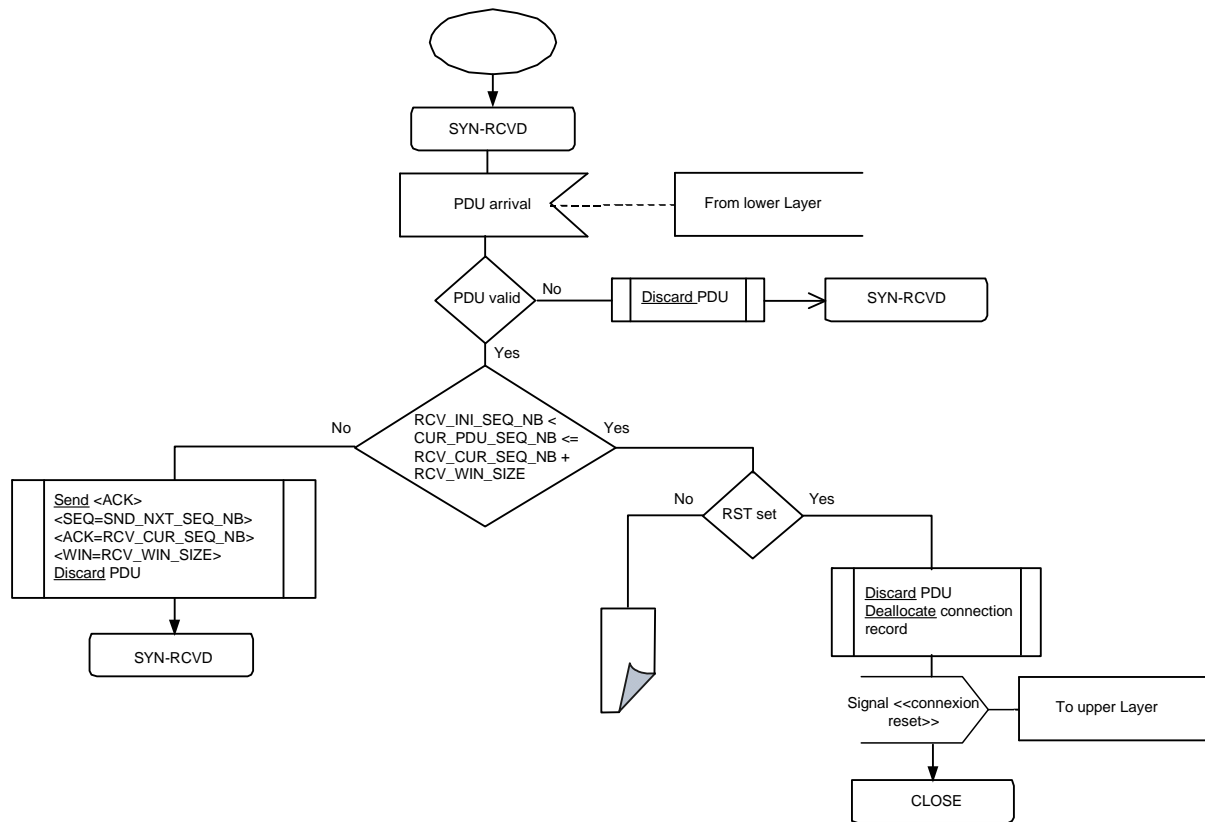 SYN-RCVD
PDU arrival
From lower Layer
PDU valid
No
Discard PDU
SYN-RCVD
Yes
No
RCV_INI_SEQ_NB <
CUR_PDU_SEQ_NB <=
RCV_CUR_SEQ_NB +
RCV_WIN_SIZE
Yes
Send <ACK>
<SEQ=SND_NXT_SEQ_NB>
<ACK=RCV_CUR_SEQ_NB>
<WIN=RCV_WIN_SIZE>
Discard PDU
SYN-RCVD
No
RST set
Yes
Discard PDU
Deallocate connection
record
Signal <<connexion
reset>>
To upper Layer
CLOSE